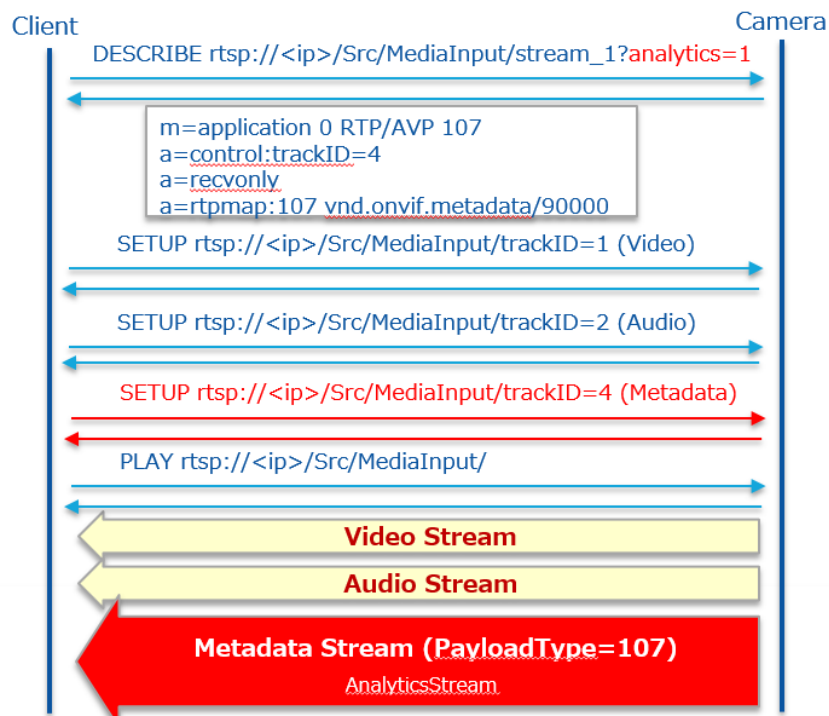 Client
Camera
DESCRIBE rtsp://<ip>/Src/MediaInput/stream_1?analytics=1
m=application 0 RTP/AVP 107
a=control:trackID=4
a=recvonly
a=rtpmap:107 vnd.onvif.metadata/90000
SETUP rtsp://<ip>/Src/MediaInput/trackID=1 (Video)
SETUP rtsp://<ip>/Src/MediaInput/trackID=2 (Audio)
SETUP rtsp://<ip>/Src/MediaInput/trackID=4 (Metadata)
PLAY rtsp://<ip>/Src/MediaInput/
Video Stream
Audio Stream
Metadata Stream (PayloadType=107)
AnalyticsStream